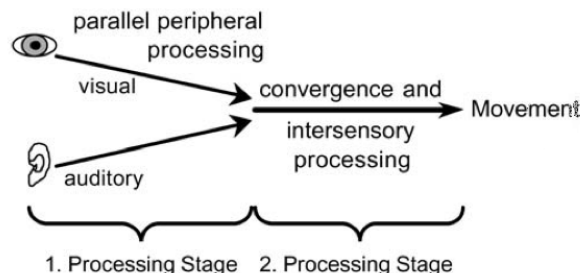 parallel peripheral
processing
visual
convergence and
Movement
intersensory
processing
auditory
1. Processing Stage
2. Processing Stage